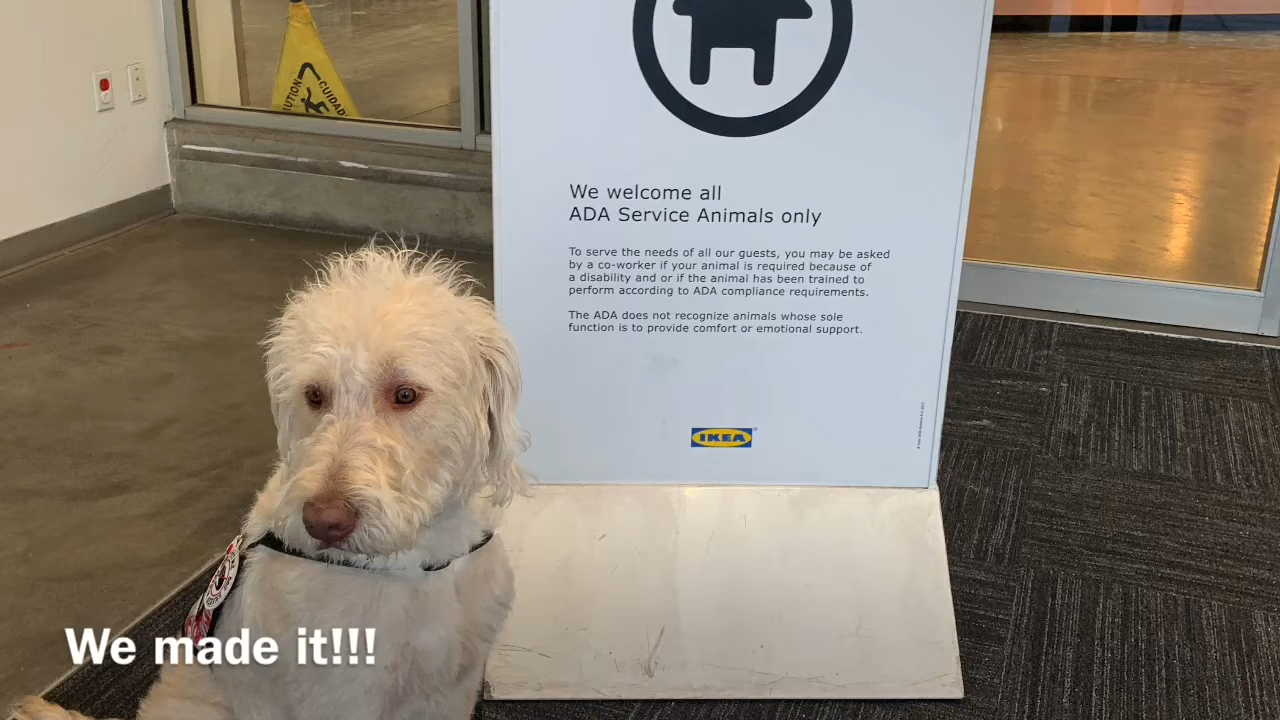 CAUTION
CUIDAD
We welcome all
ADA Service Animals only
To serve the needs of all our guests, you may be asked
by a co-worker if your animal is required because of
a disability and or if the animal has been trained to
perform according to ADA compliance requirements.
The ADA does not recognize animals whose sole
function is to provide comfort or emotional support.
IKEA
We made it!!!